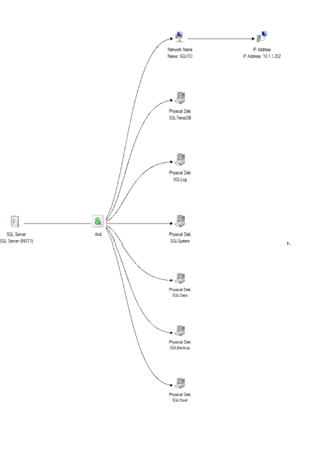 Network Name
Name: SQLFCI
IP Address
IP Address: 10.1.1.202
Physical Disk
SQLTempDB
Physical Disk
SQLLog
SQL Server
SQL Server (INST1)
&
And
Physical Disk
SQLSystem
Physical Disk
SQLData
Physical Disk
SQLBackup
Physical Disk
SQLRoot